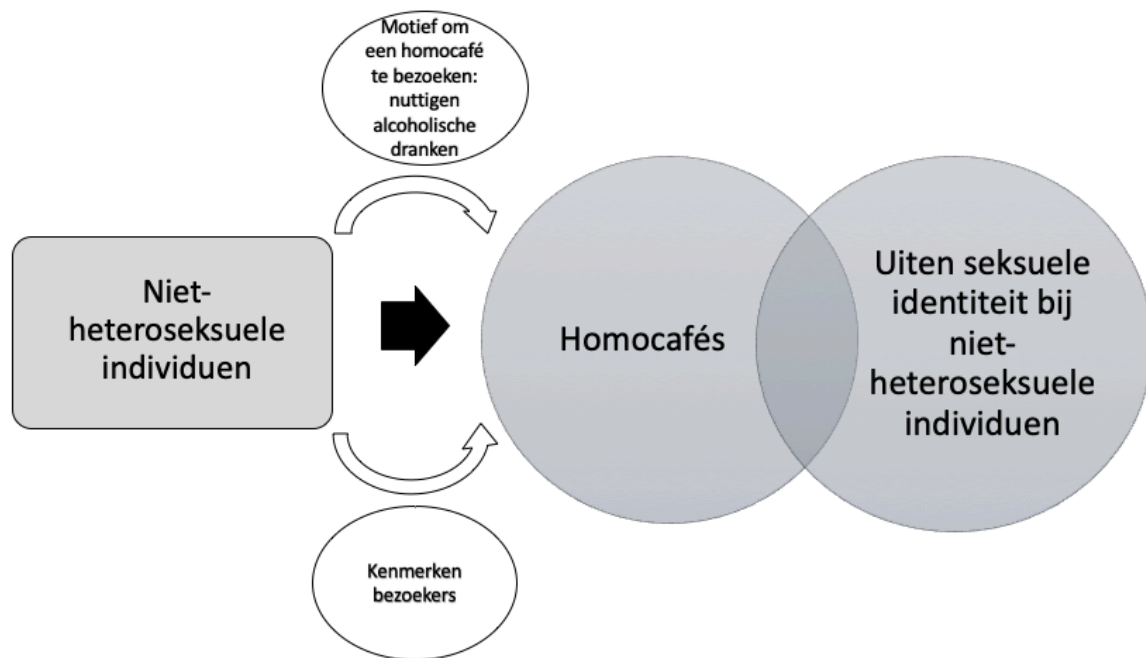 Motief om
een homocafé
te bezoeken:
nuttigen
alcoholische
dranken
Niet-
heteroseksuele
individuen
Homocafés
Uiten seksuele
identiteit bij
niet-
heteroseksuele
individuen
Kenmerken
bezoekers